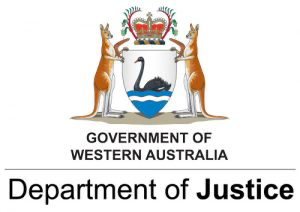 GOVERNMENT OF
WESTERN AUSTRALIA
Department of Justice